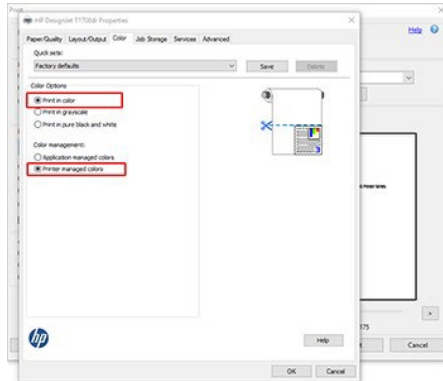 Print
HP DesignJet T1700dr Properties
Help
Paper/Quality Layout/Output Color Job Storage Services Advanced
Quick sets:
Factory defaults
Save
Delete
Color Options
Print in color
Print in grayscale
Print in pure black and white
Color management:
Application managed colors
Printer managed colors
hp
Help
OK
Cancel
Cancel